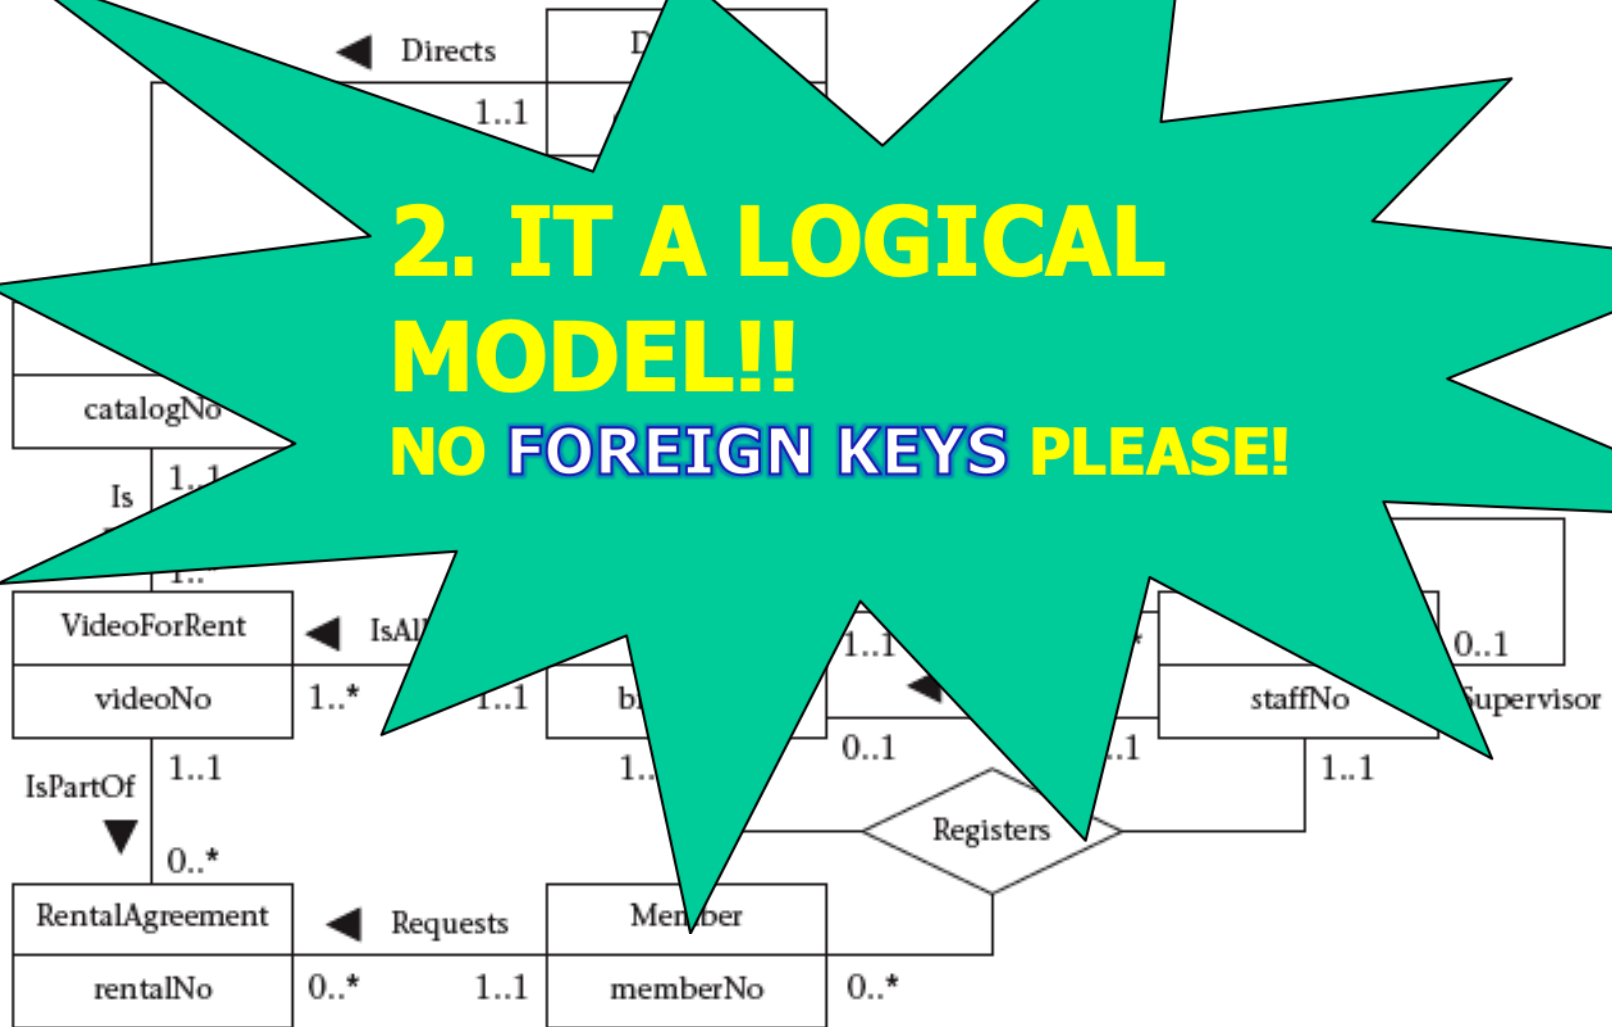 Directs
1..1
2. IT A LOGICAL
MODEL!!
NO FOREIGN KEYS PLEASE!
catalogNo
1..1
Is
VideoForRent
IsAll
1..1
0..1
videoNo
1..*
1..1
staffNo
Supervisor
0..1
1..1
1..1
IsPartOf
Registers
0..*
RentalAgreement
Requests
Member
rentalNo
0..*
1..1
memberNo
0..*